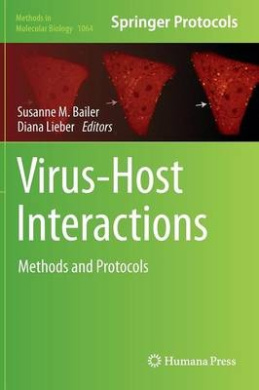 Methods in
Molecular Biology 1064
Springer Protocols
Susanne M. Bailer
Diana Lieber Editors
Virus-Host
Interactions
Methods and Protocols
Humana Press